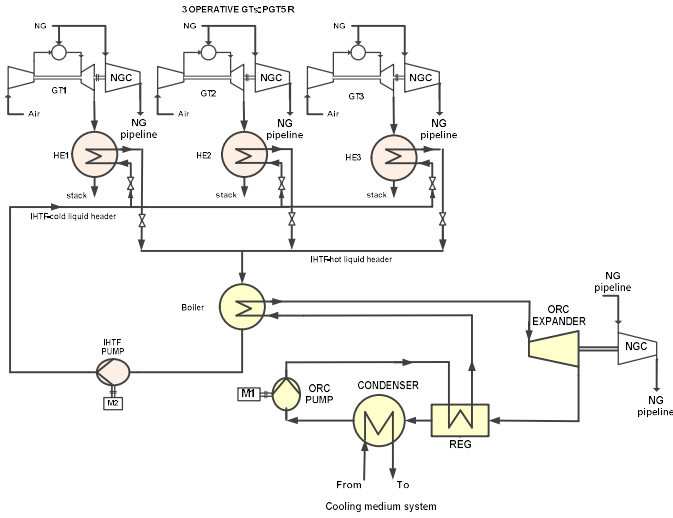 3 OPERATIVE GTs: PGT5 R
NG
NG
NG
NGC
NGC
NGC
GT1
GT2
GT3
Air
Air
Air
NG
pipeline
NG
pipeline
NG
pipeline
HE1
HE2
HE3
stack
stack
stack
IHTF-cold liquid header
IHTF-hot liquid header
Boiler
NG
pipeline
ORC
EXPANDER
NGC
IHTF
PUMP
M2
M1
ORC
PUMP
CONDENSER
REG
NG
pipeline
From
To
Cooling medium system